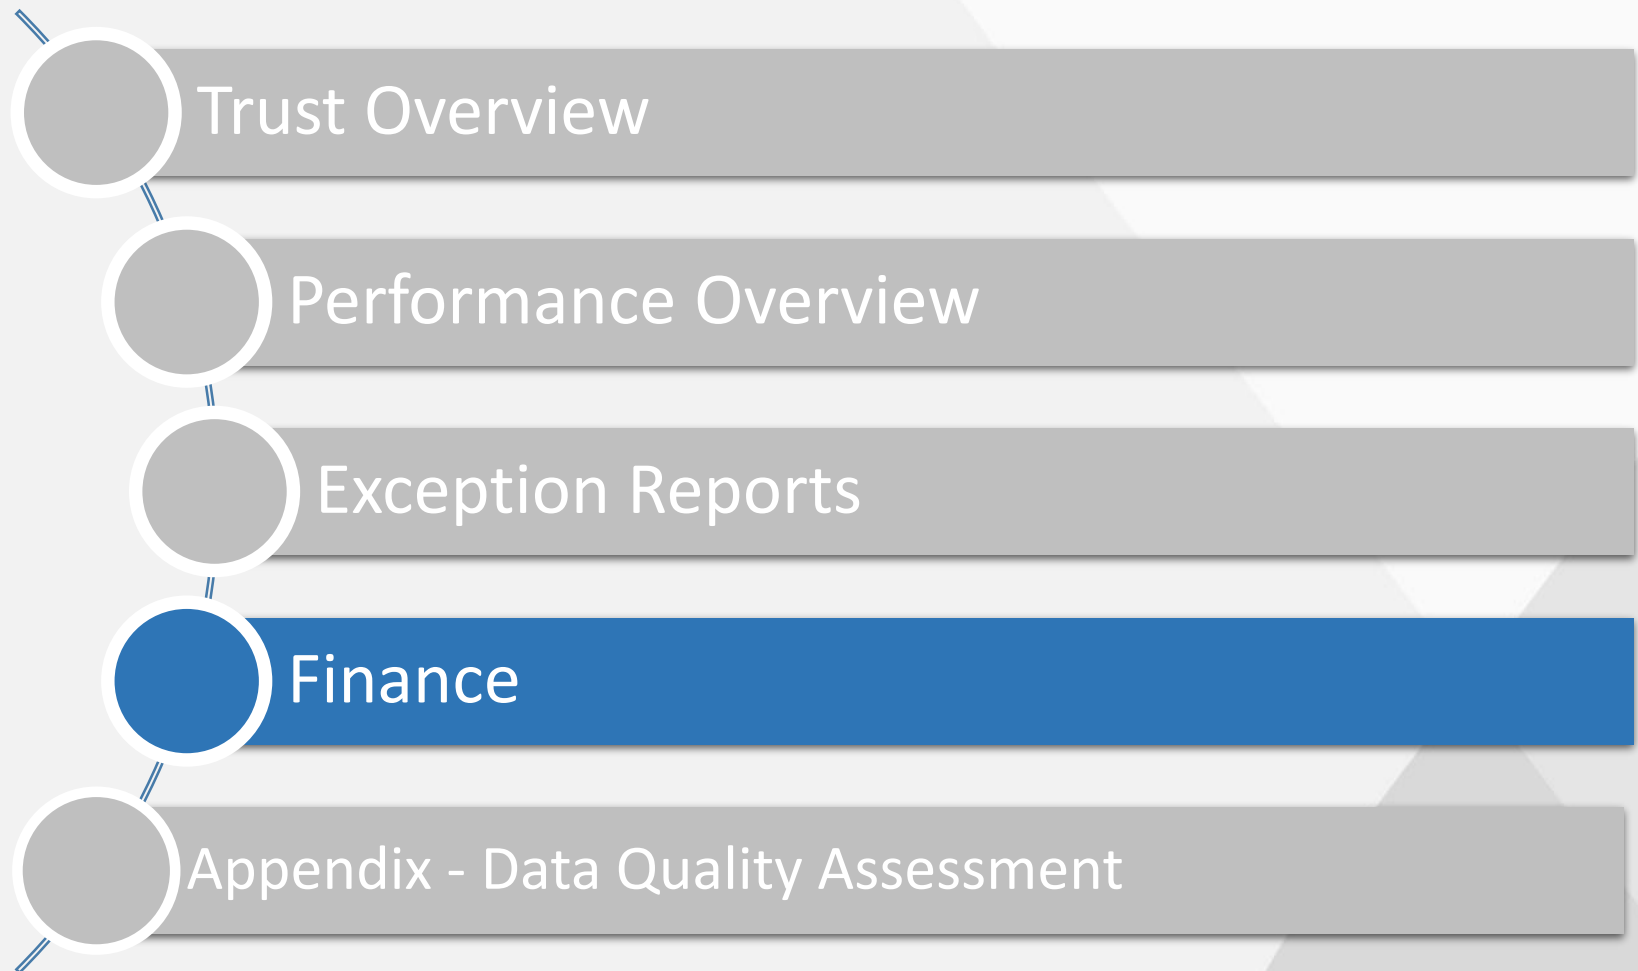 Trust Overview
Performance Overview
Exception Reports
Finance
Appendix - Data Quality Assessment